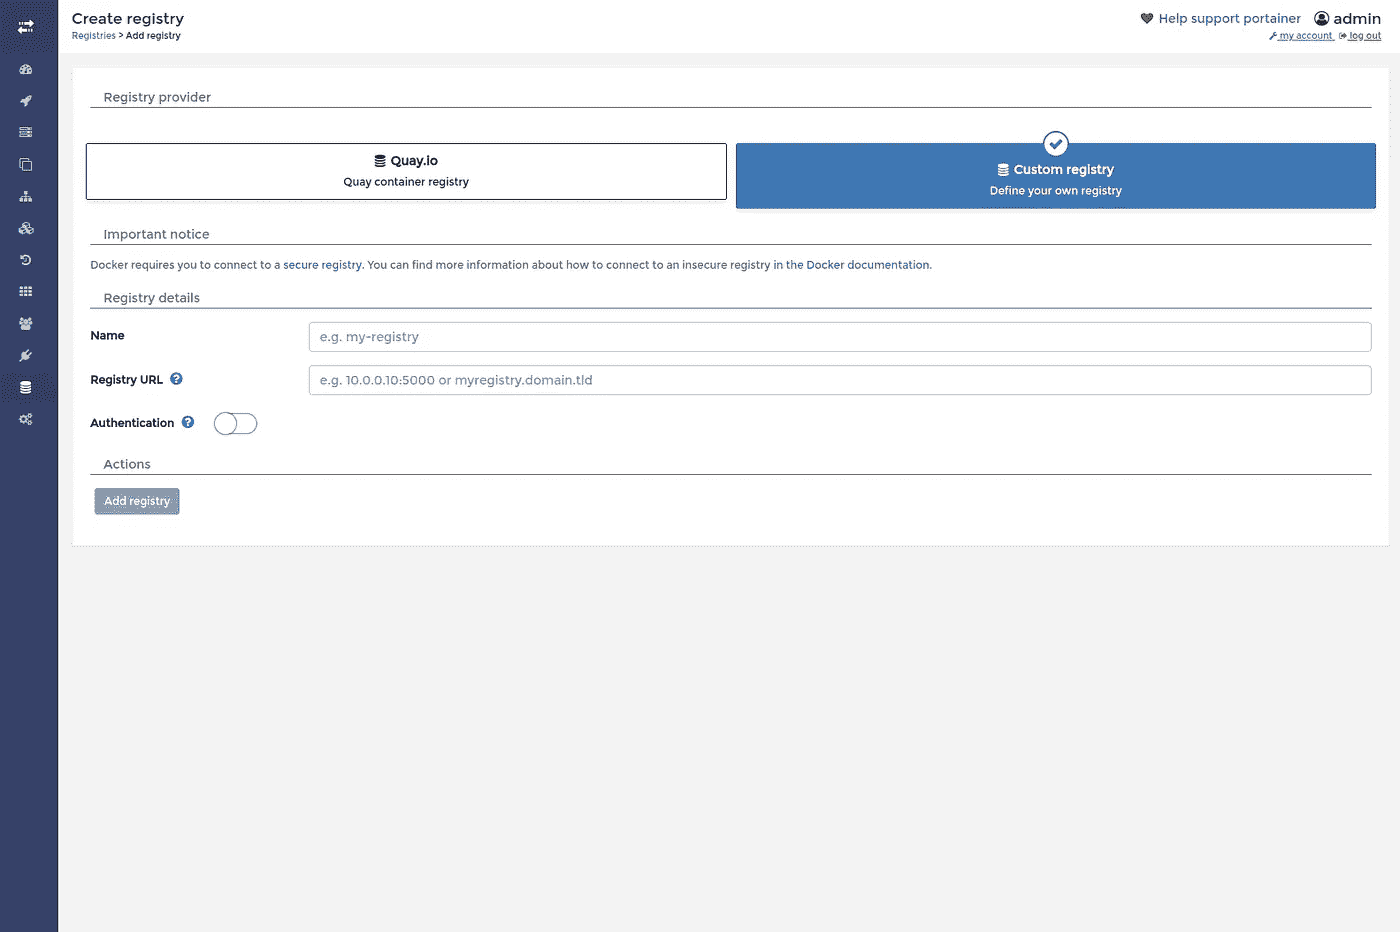 Create registry
Registries > Add registry
Help support portainer
admin
my account
log out
Registry provider
Quay.io
Quay container registry
Custom registry
Define your own registry
Important notice
Docker requires you to connect to a secure registry. You can find more information about how to connect to an insecure registry in the Docker documentation.
Registry details
Name
e.g. my-registry
Registry URL
e.g. 10.0.0.10:5000 or myregistry.domain.tld
Authentication
Actions
Add registry